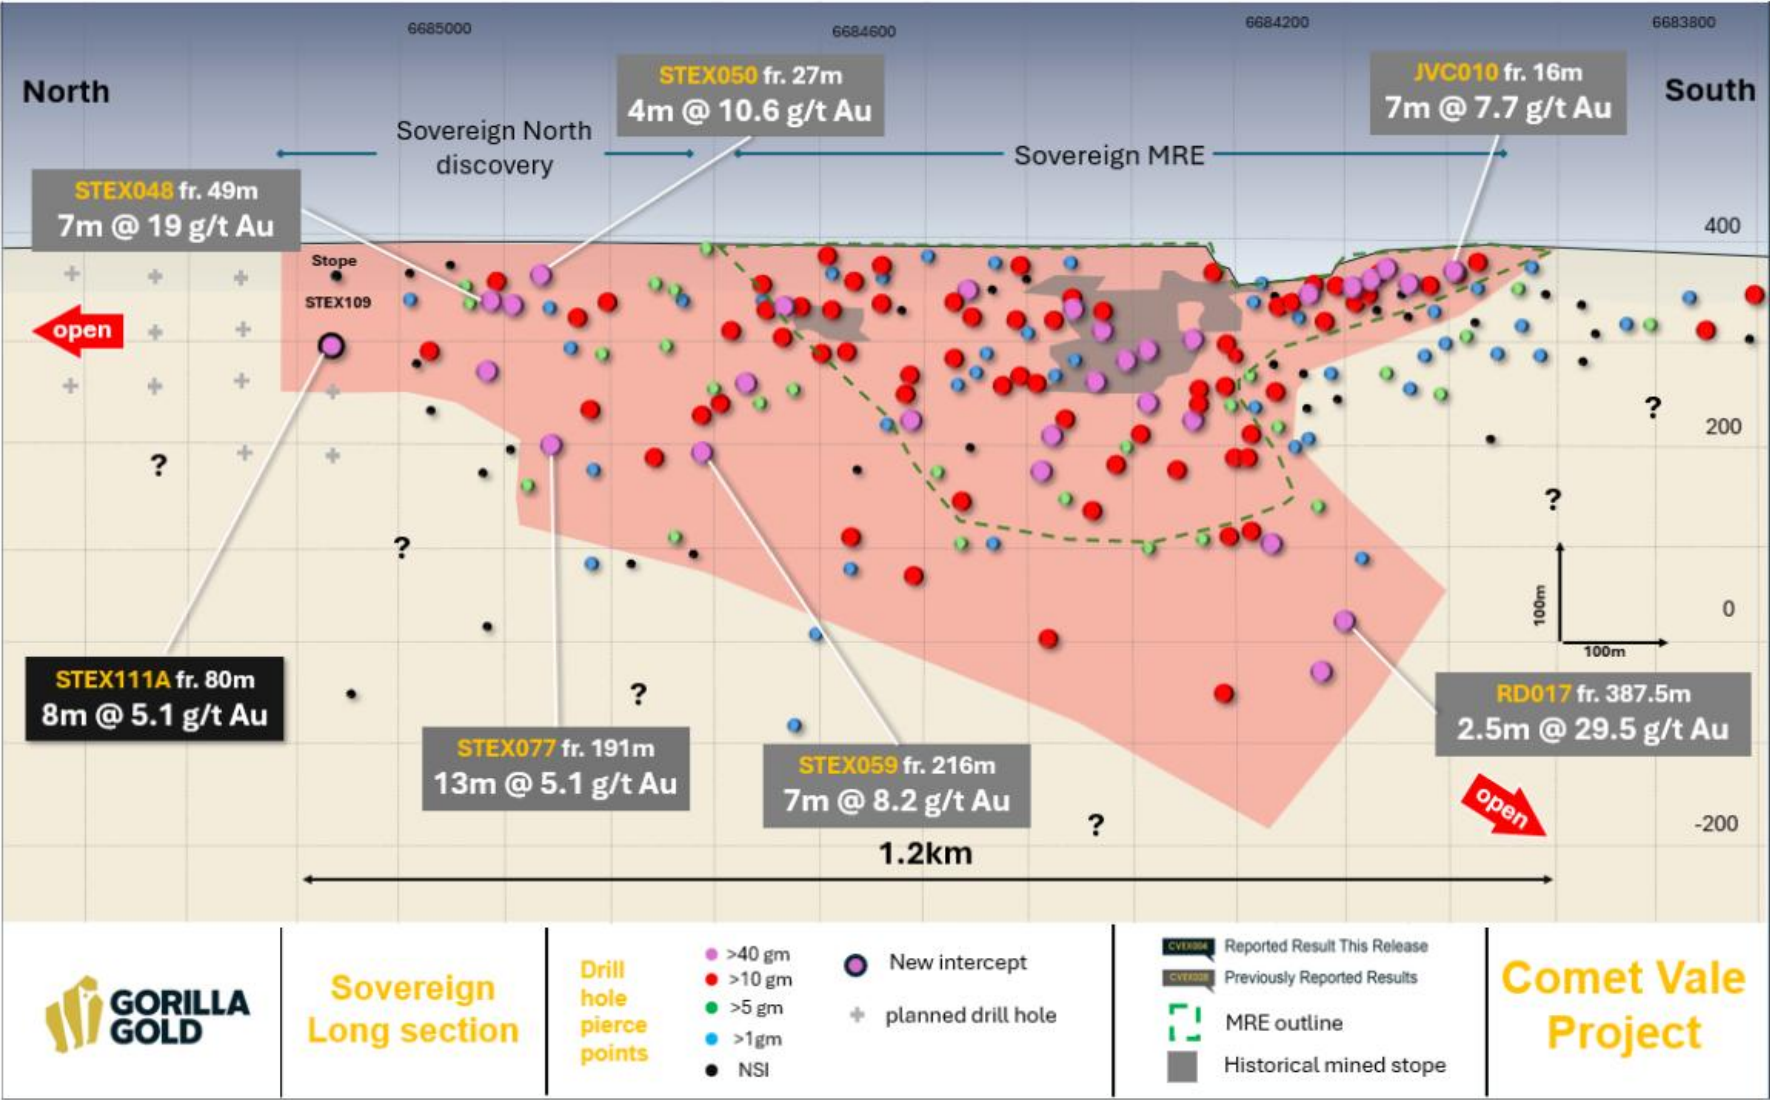 6685000
6684600
6684200
6683800
North
South
STEX050 fr. 27m
4m @ 10.6 g/t Au
JVC010 fr. 16m
7m @ 7.7 g/t Au
Sovereign North
discovery
Sovereign MRE
STEX048 fr. 49m
7m @ 19 g/t Au
400
Stope
STEX109
open
?
?
200
?
?
0
100m
100m
STEX111A fr. 80m
8m @ 5.1 g/t Au
?
RD017 fr. 387.5m
2.5m @ 29.5 g/t Au
STEX077 fr. 191m
13m @ 5.1 g/t Au
STEX059 fr. 216m
7m @ 8.2 g/t Au
open
?
-200
1.2km
GORILLA
GOLD
Sovereign
Long section
Drill
hole
pierce
points
>40 gm
>10 gm
>5 gm
>1gm
NSI
New intercept
planned drill hole
Reported Result This Release
Previously Reported Results
MRE outline
Historical mined stope
Comet Vale
Project